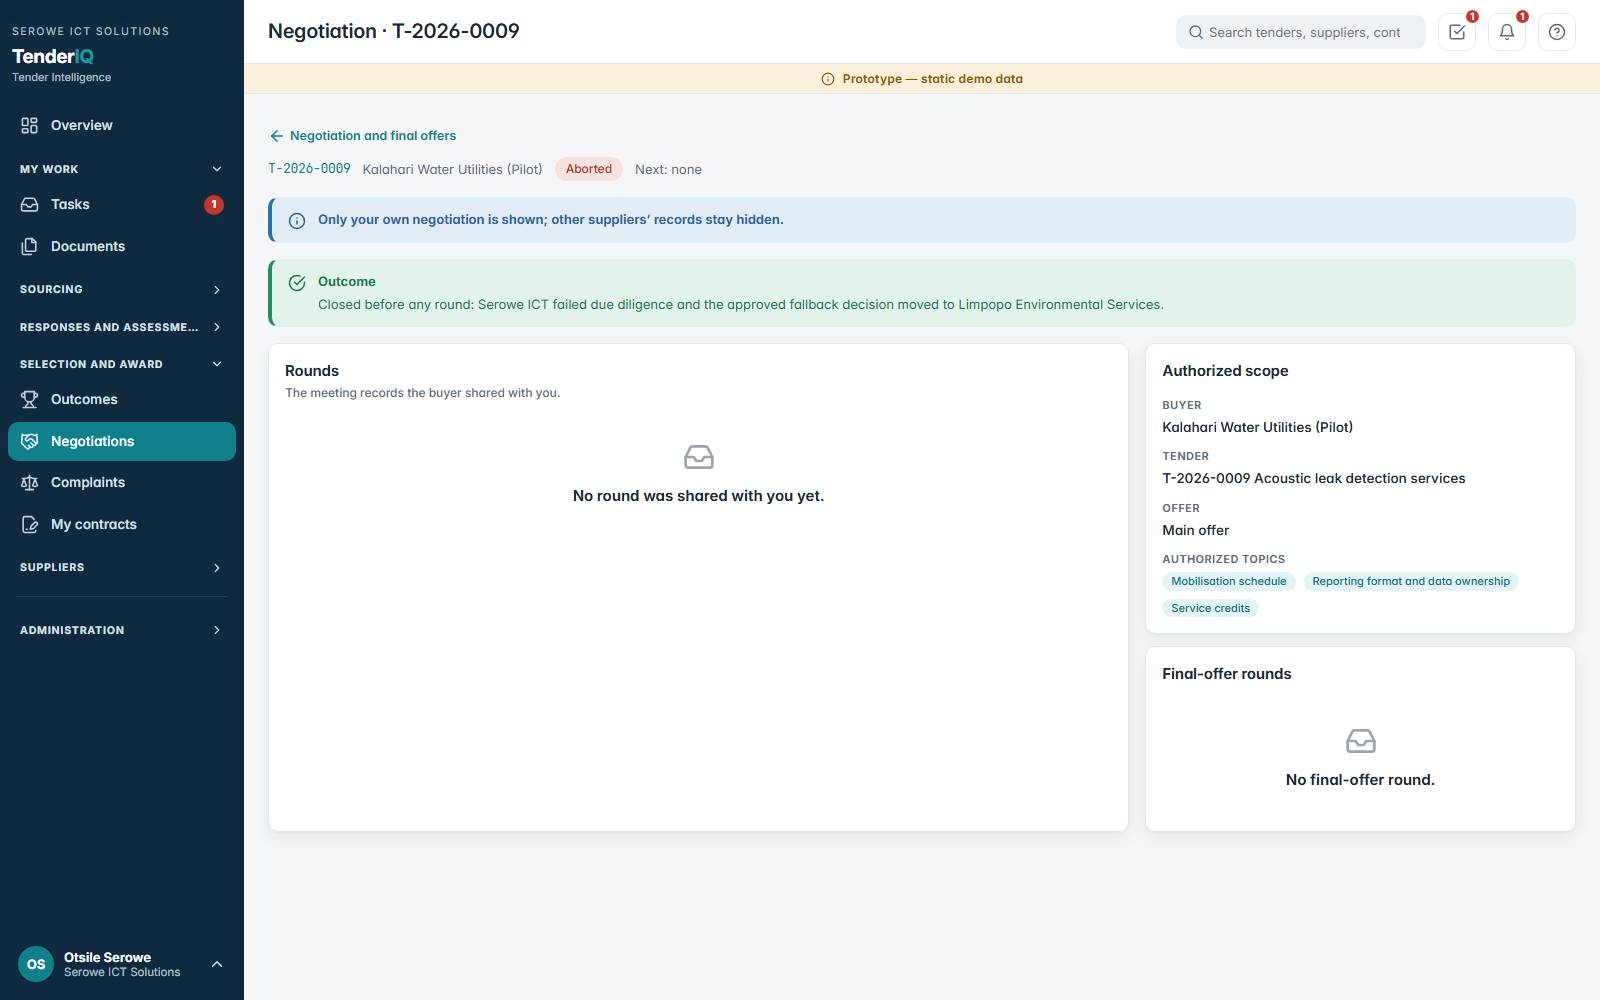 SEROWE ICT SOLUTIONS
TenderIQ
Tender Intelligence
Overview
MY WORK
Tasks
1
Documents
SOURCING
RESPONSES AND ASSESSME...
SELECTION AND AWARD
Outcomes
Negotiations
Complaints
My contracts
SUPPLIERS
ADMINISTRATION
OS
Otsile Serowe
Serowe ICT Solutions
Negotiation · T-2026-0009
Search tenders, suppliers, cont
1
1
Prototype — static demo data
Negotiation and final offers
T-2026-0009 Kalahari Water Utilities (Pilot) Aborted Next: none
Only your own negotiation is shown; other suppliers’ records stay hidden.
Outcome
Closed before any round: Serowe ICT failed due diligence and the approved fallback decision moved to Limpopo Environmental Services.
Rounds
The meeting records the buyer shared with you.
No round was shared with you yet.
Authorized scope
BUYER
Kalahari Water Utilities (Pilot)
TENDER
T-2026-0009 Acoustic leak detection services
OFFER
Main offer
AUTHORIZED TOPICS
Mobilisation schedule Reporting format and data ownership
Service credits
Final-offer rounds
No final-offer round.